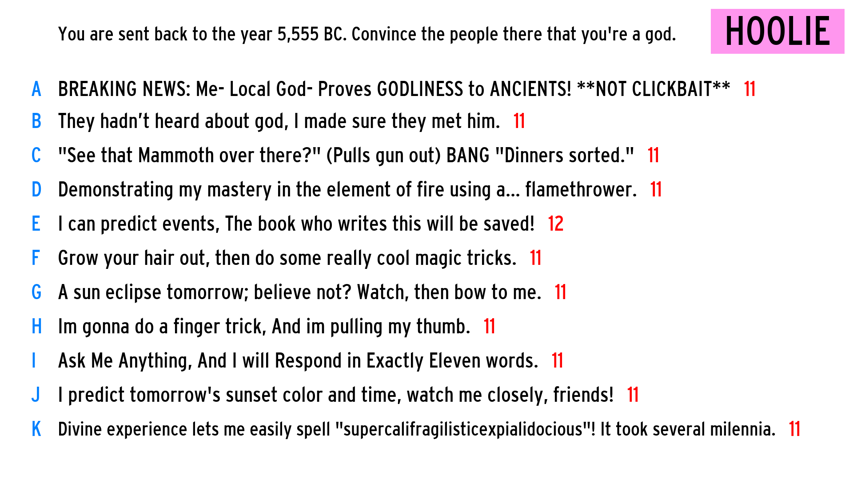 You are sent back to the year 5,555 BC. Convince the people there that you're a god.
HOOLIE
A BREAKING NEWS: Me- Local God- Proves GODLINESS to ANCIENTS! **NOT CLICKBAIT** 11
B They hadn't heard about god, I made sure they met him. 11
C "See that Mammoth over there?" (Pulls gun out) BANG "Dinners sorted." 11
D Demonstrating my mastery in the element of fire using a... flamethrower. 11
E I can predict events, The book who writes this will be saved! 12
F Grow your hair out, then do some really cool magic tricks. 11
G A sun eclipse tomorrow; believe not? Watch, then bow to me. 11
H Im gonna do a finger trick, And im pulling my thumb. 11
I Ask Me Anything, And I will Respond in Exactly Eleven words. 11
J I predict tomorrow's sunset color and time, watch me closely, friends! 11
K Divine experience lets me easily spell "supercalifragilisticexpialidocious"! It took several milennia. 11